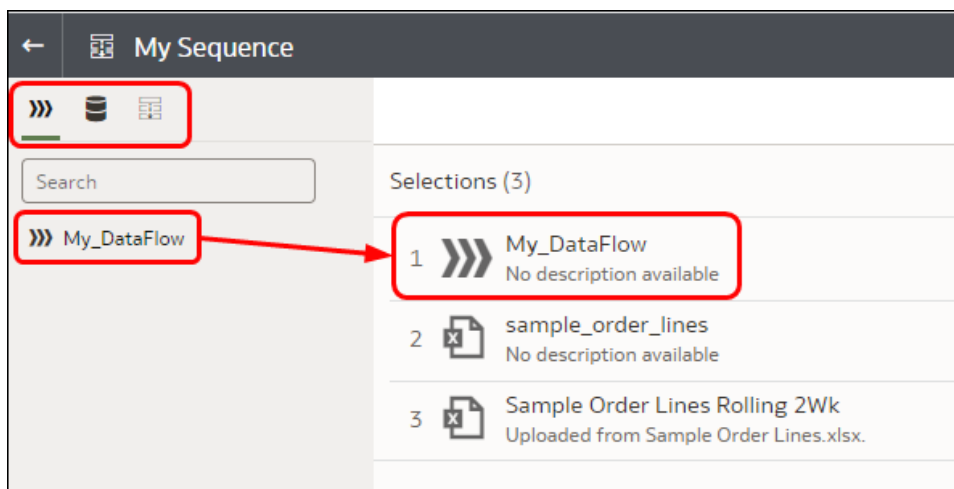 My Sequence
Search
My_DataFlow
Selections (3)
1 My_DataFlow
No description available
2 sample_order_lines
No description available
3 Sample Order Lines Rolling 2Wk
Uploaded from Sample Order Lines.xlsx.